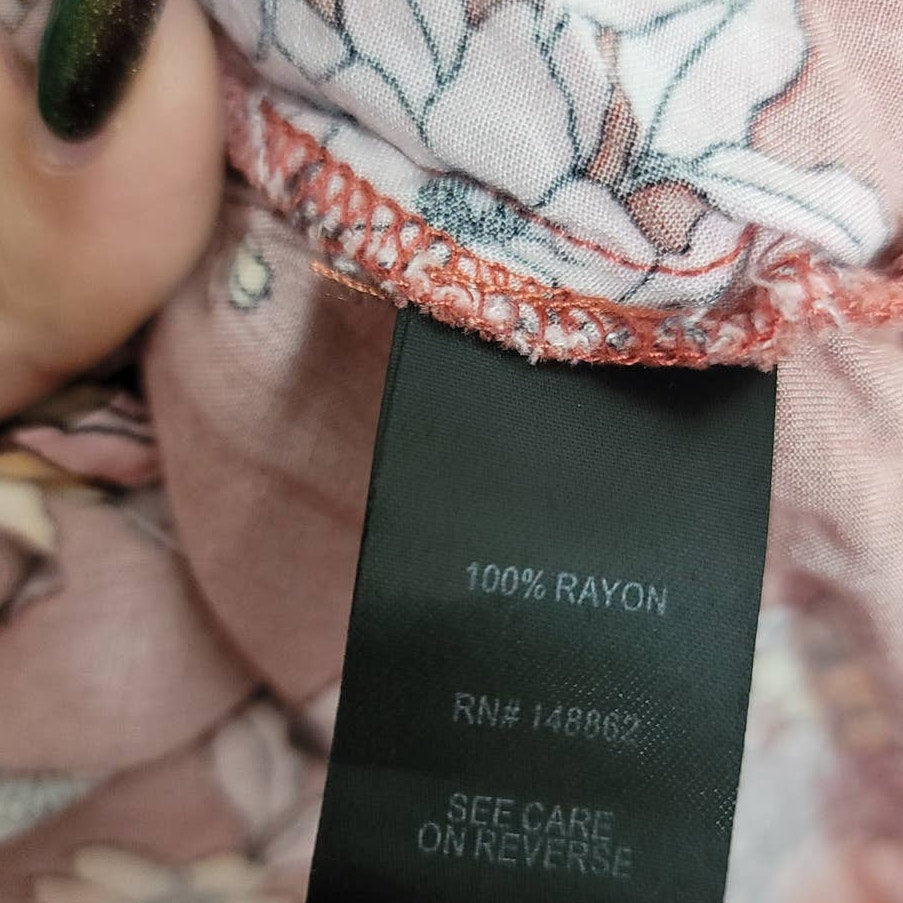 100% RAYON
RN# 148862
SEE CARE
ON REVERSE